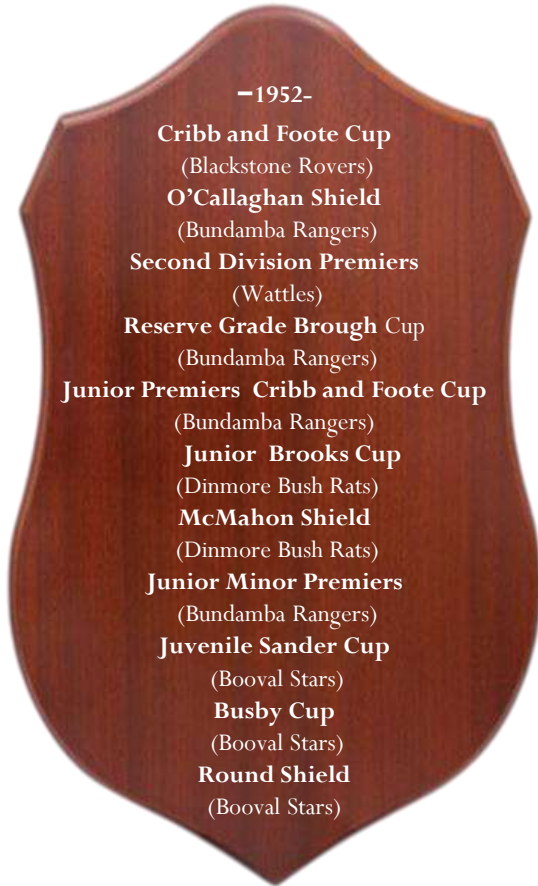 -1952-
Cribb and Foote Cup
(Blackstone Rovers)
O'Callaghan Shield
(Bundamba Rangers)
Second Division Premiers
(Wattles)
Reserve Grade Brough Cup
(Bundamba Rangers)
Junior Premiers Cribb and Foote Cup
(Bundamba Rangers)
Junior Brooks Cup
(Dinmore Bush Rats)
McMahon Shield
(Dinmore Bush Rats)
Junior Minor Premiers
(Bundamba Rangers)
Juvenile Sander Cup
(Booval Stars)
Busby Cup
(Booval Stars)
Round Shield
(Booval Stars)